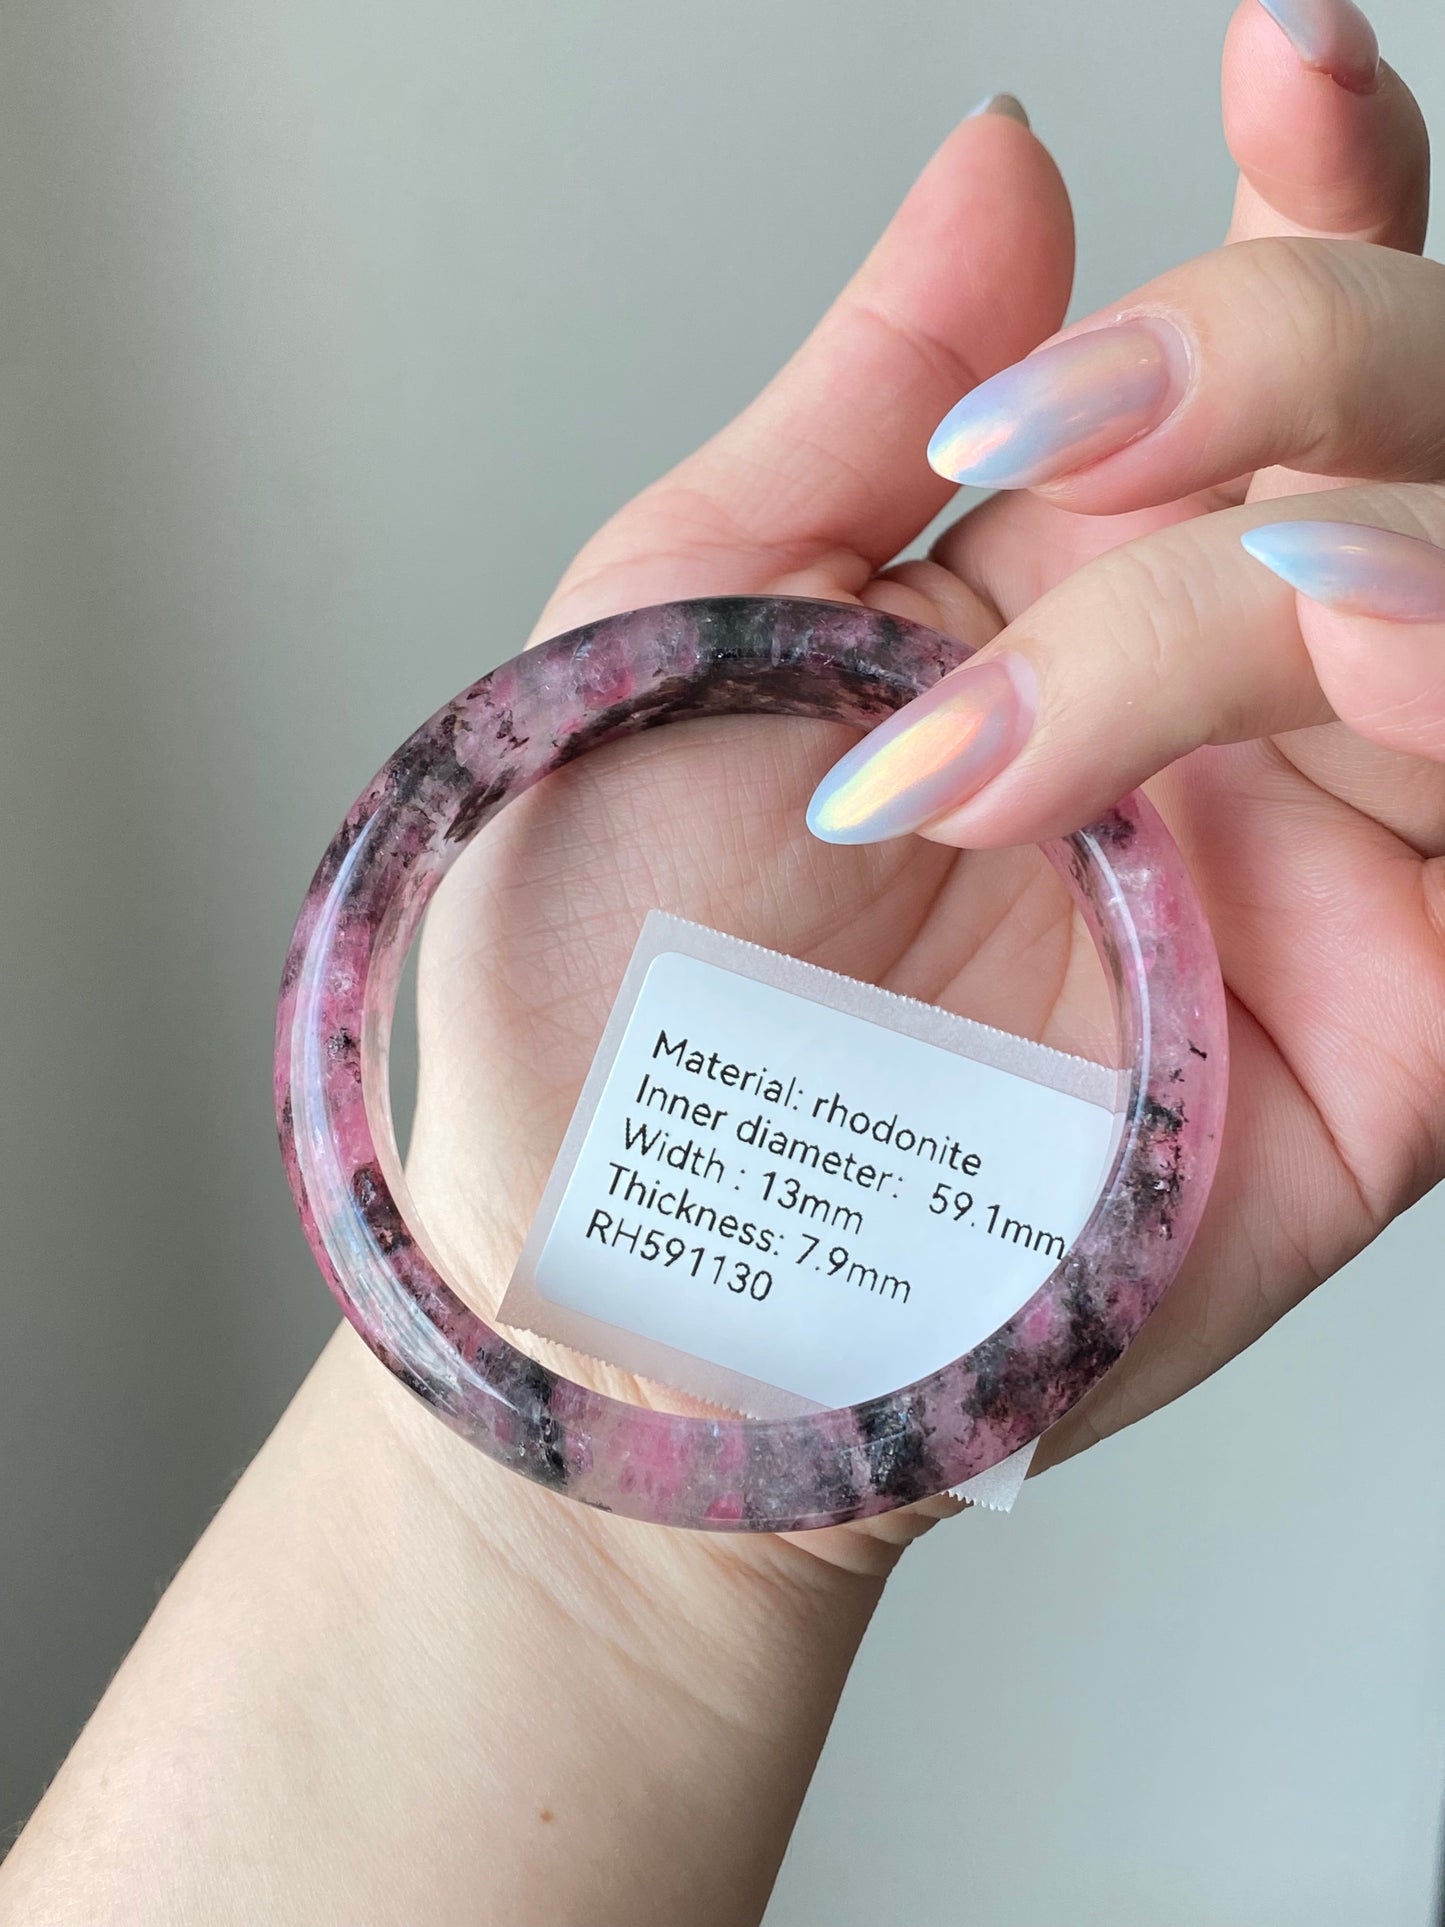 Material: rhodonite
Inner diameter: 59.1mm
Width : 13mm
Thickness: 7.9mm
RH591130